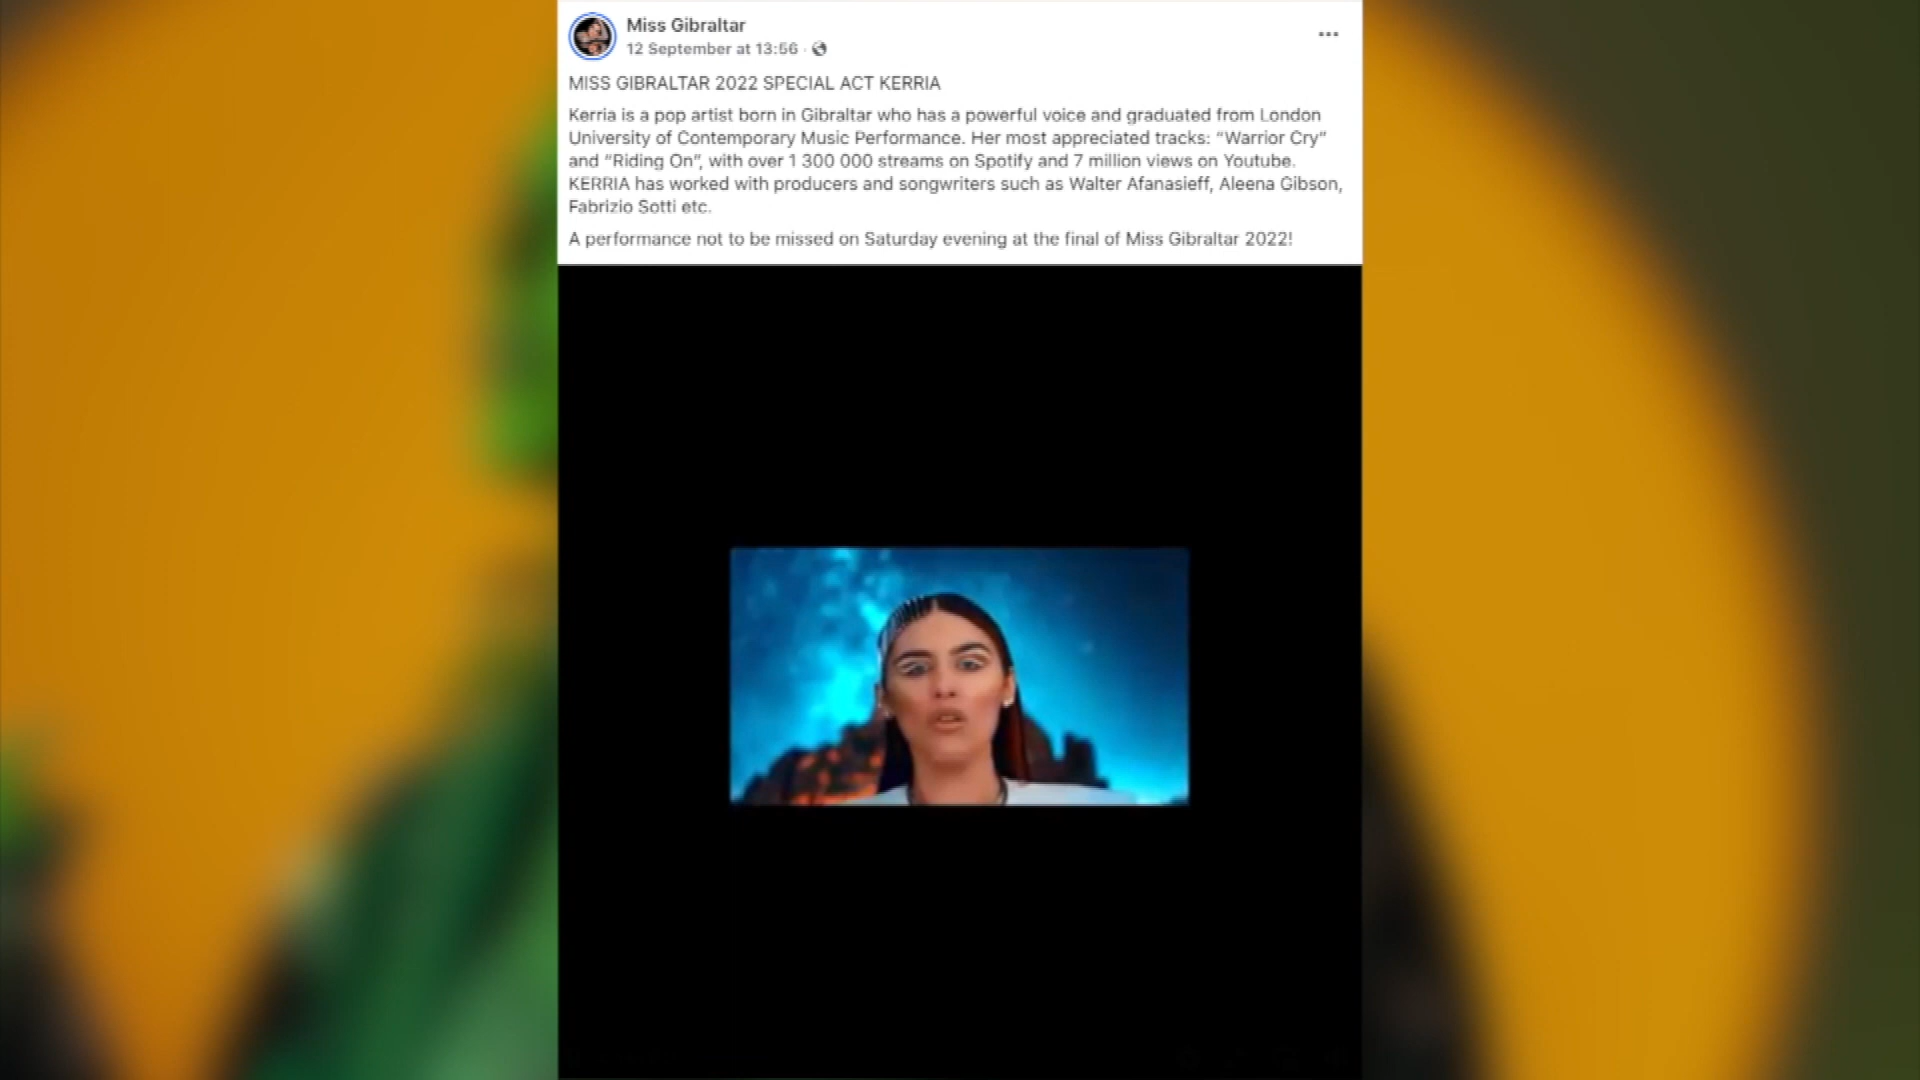 Miss Gibraltar
12 September at 13:56 ·
MISS GIBRALTAR 2022 SPECIAL ACT KERRIA
Kerria is a pop artist born in Gibraltar who has a powerful voice and graduated from London
University of Contemporary Music Performance. Her most appreciated tracks: “Warrior Cry”
and “Riding On”, with over 1 300 000 streams on Spotify and 7 million views on Youtube.
KERRIA has worked with producers and songwriters such as Walter Afanasieff, Aleena Gibson,
Fabrizio Sotti etc.
A performance not to be missed on Saturday evening at the final of Miss Gibraltar 2022!